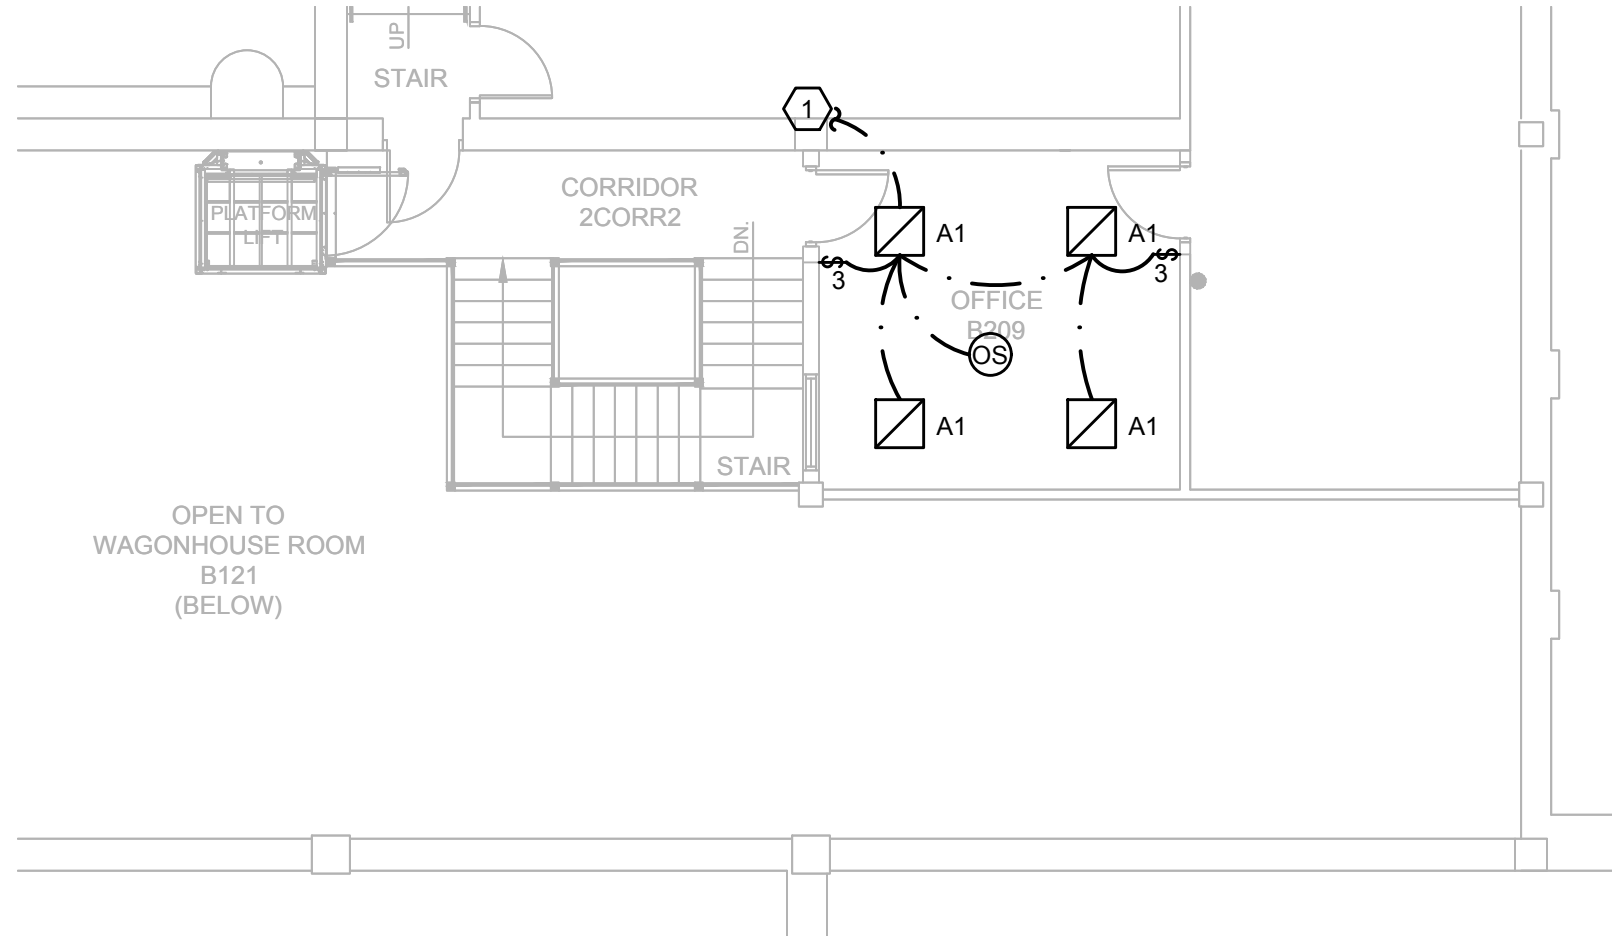 UP
STAIR
1
CORRIDOR
2CORR2
PLATFORM
LIFT
DN.
A1
A1
$
3
$
3
OFFICE
B209
OS
A1
A1
STAIR
OPEN TO
WAGONHOUSE ROOM
B121
(BELOW)